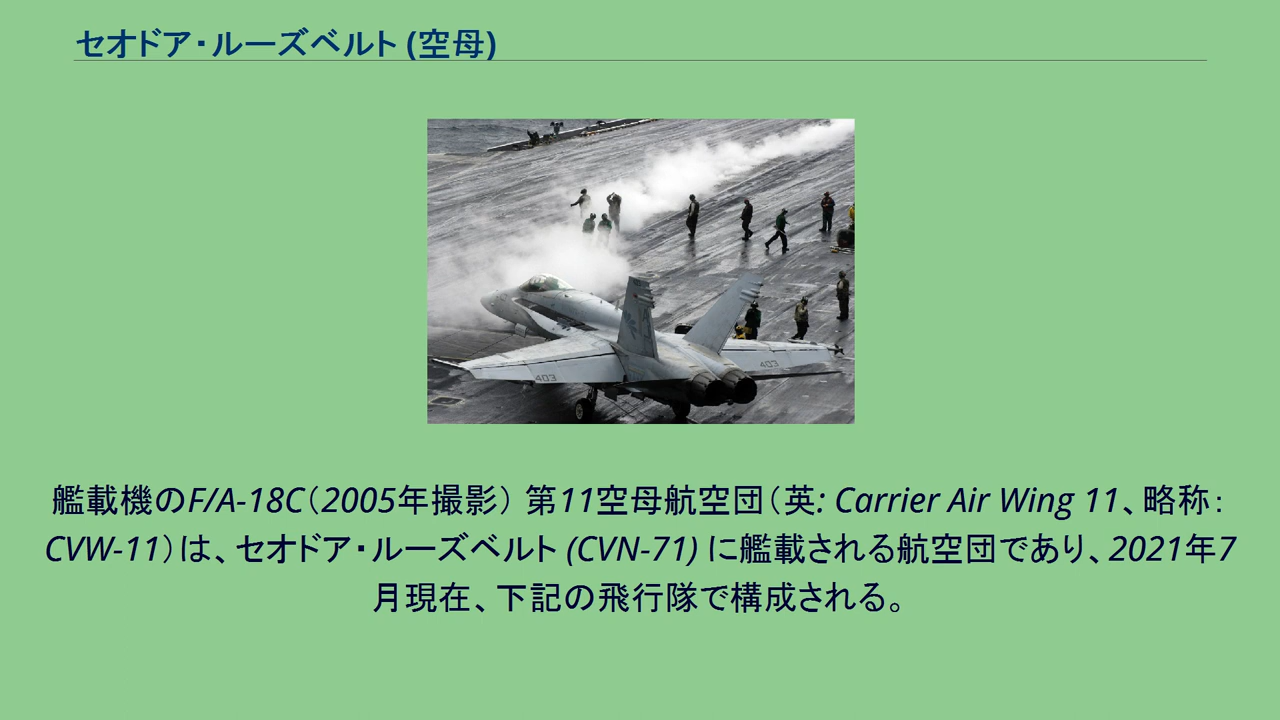 セオドア・ルーズベルト (空母)
403
403
艦載機のF/A-18C（2005年撮影） 第11空母航空団（英: Carrier Air Wing 11、略称：
CVW-11）は、セオドア・ルーズベルト (CVN-71) に艦載される航空団であり、2021年7
月現在、下記の飛行隊で構成される。